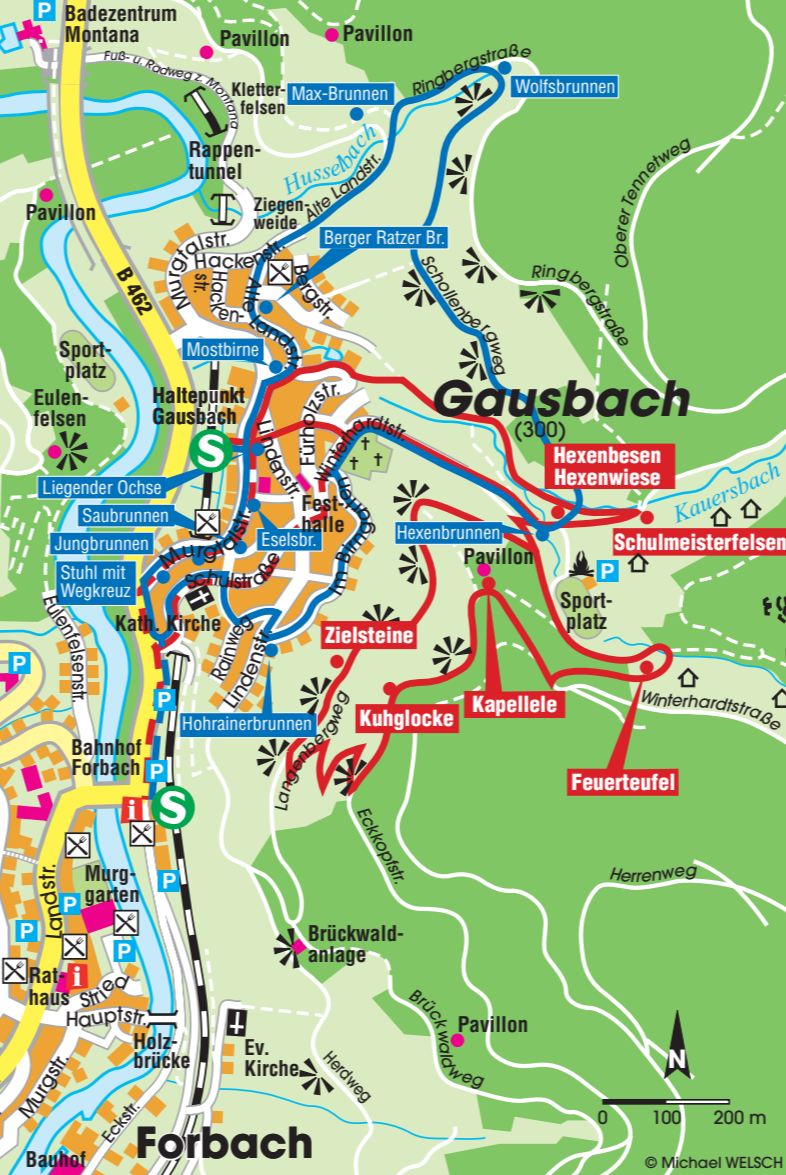 P
Badezentrum
Montana
Pavillon
Pavillon
Fuß- u. Radweg z. Montana
Kletter-
felsen
Max-Brunnen
Ringbergstraße
Wolfsbrunnen
Rappen-
tunnel
Husselbach
Alte Landstr.
Oberer Tennetweg
Pavillon
Ziegen-
weide
Murgtalstr.
Hackenstr.
Berger Ratzer Br.
B 462
Hacken-
str.
Bergstr.
Alte Landstr.
Schollenbergweg
Ringbergstraße
Sport-
platz
Mostbirne
Eulen-
felsen
Haltepunkt
Gausbach
S
Gausbach
(300)
Fürholzstr.
Lindenstr.
Winterhardtstr.
Hexenbesen
Hexenwiese
Kauersbach
Liegender Ochse
Saubrunnen
Fest-
halle
Schulmeisterfelsen
Jungbrunnen
Murgtalstr.
Eselsbr.
Hexenbrunnen
Pavillon
Stuhl mit
Wegkreuz
Schulstraße
P
Kath. Kirche
Sport-
platz
Eulenfelsenstr.
Rainweg
Lindenstr.
Zielsteine
P
P
Hohrainerbrunnen
Kuhglocke
Kapellele
Winterhardtstraße
Bahnhof
Forbach
P
Langenbergweg
Feuerteufel
i
S
Eckkopfstr.
Landstr.
Murg-
garten
P
P
P
P
Herrenweg
Brückwald-
anlage
Rat-
haus
i
Stried
Hauptstr.
Brückwaldweg
Pavillon
Holz-
brücke
Ev.
Kirche
Herdweg
N
Murgstr.
Eckstr.
0 100 200 m
Forbach
Bauhof
© Michael WELSCH